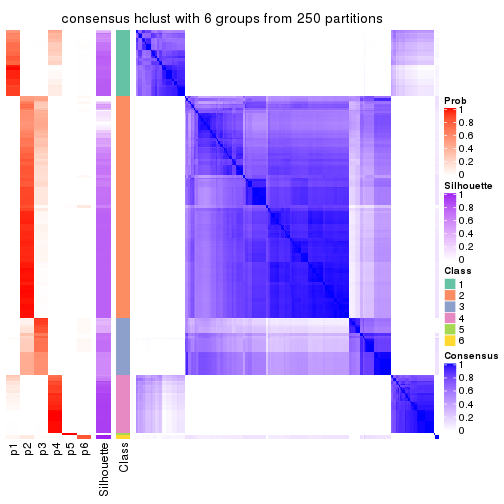 consensus hclust with 6 groups from 250 partitions
Prob
1
0.8
0.6
0.4
0.2
0
Silhouette
1
0.8
0.6
0.4
0.2
0
Class
1
2
3
4
5
6
Consensus
1
0.8
0.6
0.4
0.2
0
p1
p2
p3
p4
p5
p6
Silhouette
Class